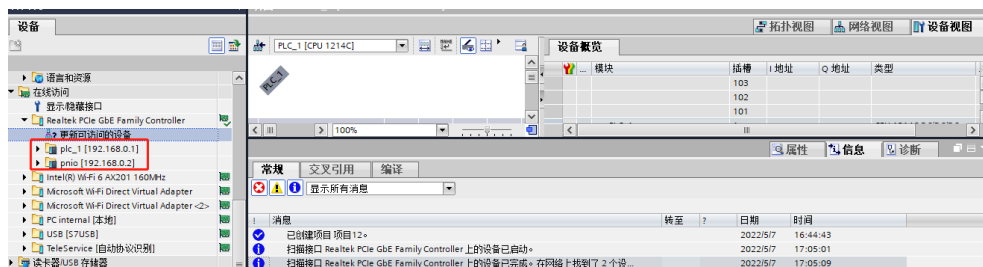 设备
PLC_1 [CPU 1214C]
拓扑视图
网络视图
设备视图
设备概览
... 模块
插槽
I 地址
Q 地址
类型
103
102
101
PLC_1
100%
语言和资源
在线访问
显示/隐藏接口
Realtek PCIe GbE Family Controller
更新可访问的设备
plc_1 [192.168.0.1]
pnio [192.168.0.2]
Intel(R) Wi-Fi 6 AX201 160MHz
Microsoft Wi-Fi Direct Virtual Adapter
Microsoft Wi-Fi Direct Virtual Adapter <2>
PC internal [本地]
USB [S7USB]
TeleService [自动协议识别]
读卡器/USB 存储器
属性
信息
诊断
常规
交叉引用
编译
显示所有消息
! 消息
转至
?
日期
时间
已创建项目 项目12。
2022/5/7
16:44:43
扫描接口 Realtek PCIe GbE Family Controller 上的设备已启动。
2022/5/7
17:05:01
扫描接口 Realtek PCIe GbE Family Controller 上的设备已完成。在网络上找到了 2 个设...
2022/5/7
17:05:09